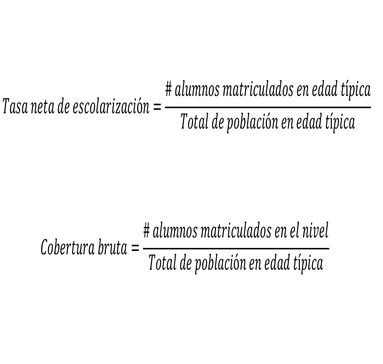 # alumnos matriculados en edad típica
Tasa neta de escolarización =
Total de población en edad típica
# alumnos matriculados en el nivel
Cobertura bruta =
Total de población en edad típica